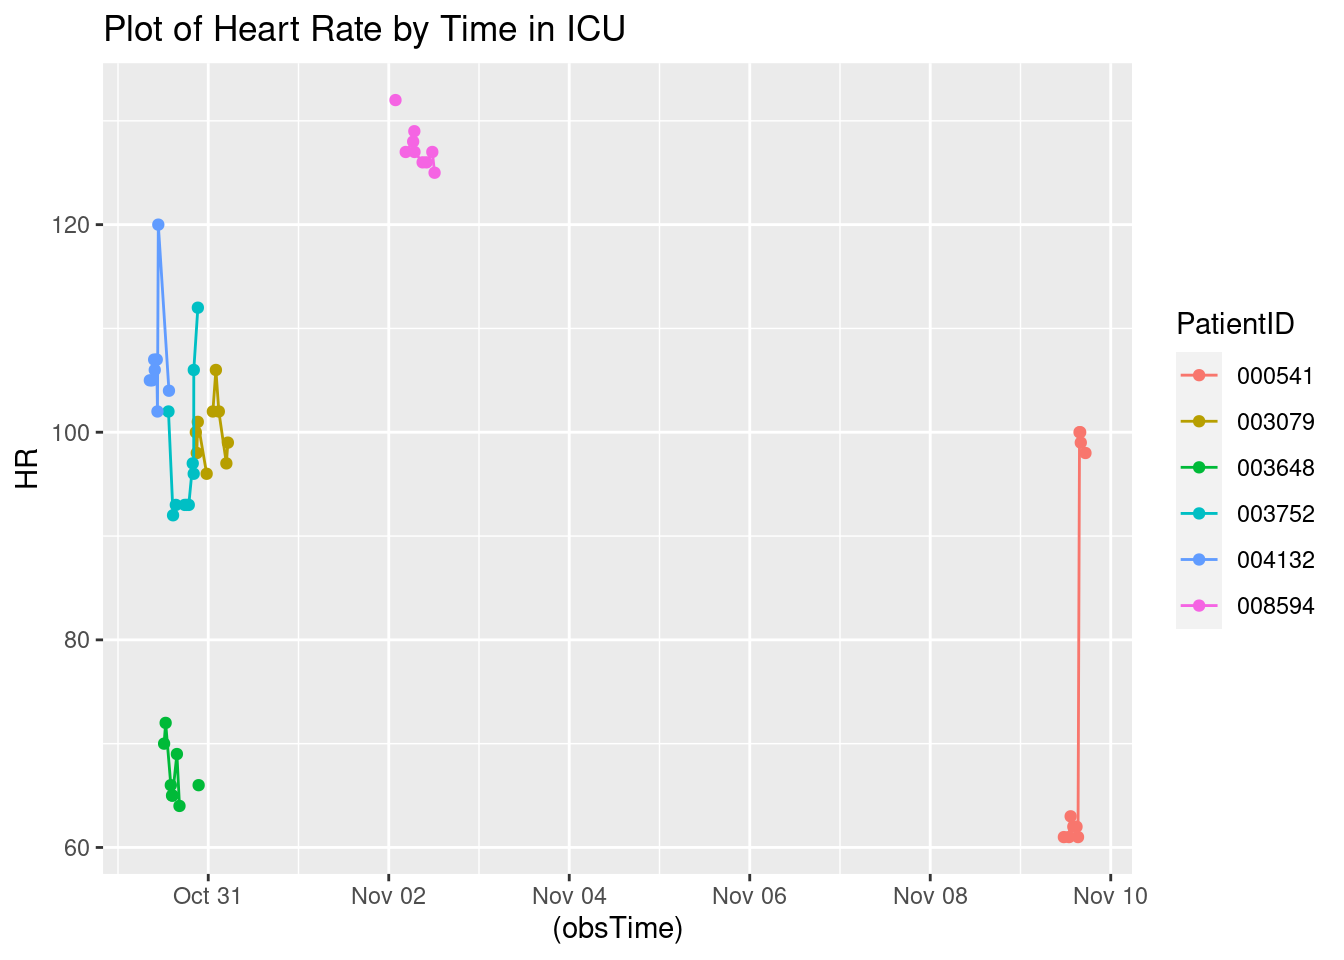 Plot of Heart Rate by Time in ICU
HR
120
100
80
60
Oct 31
Nov 02
Nov 04
Nov 06
Nov 08
Nov 10
(obsTime)
PatientID
000541
003079
003648
003752
004132
008594